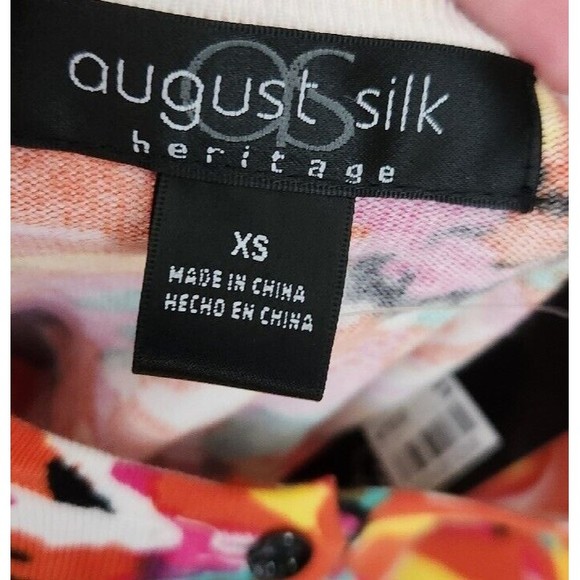 august silk
heritage
XS
MADE IN CHINA
HECHO EN CHINA